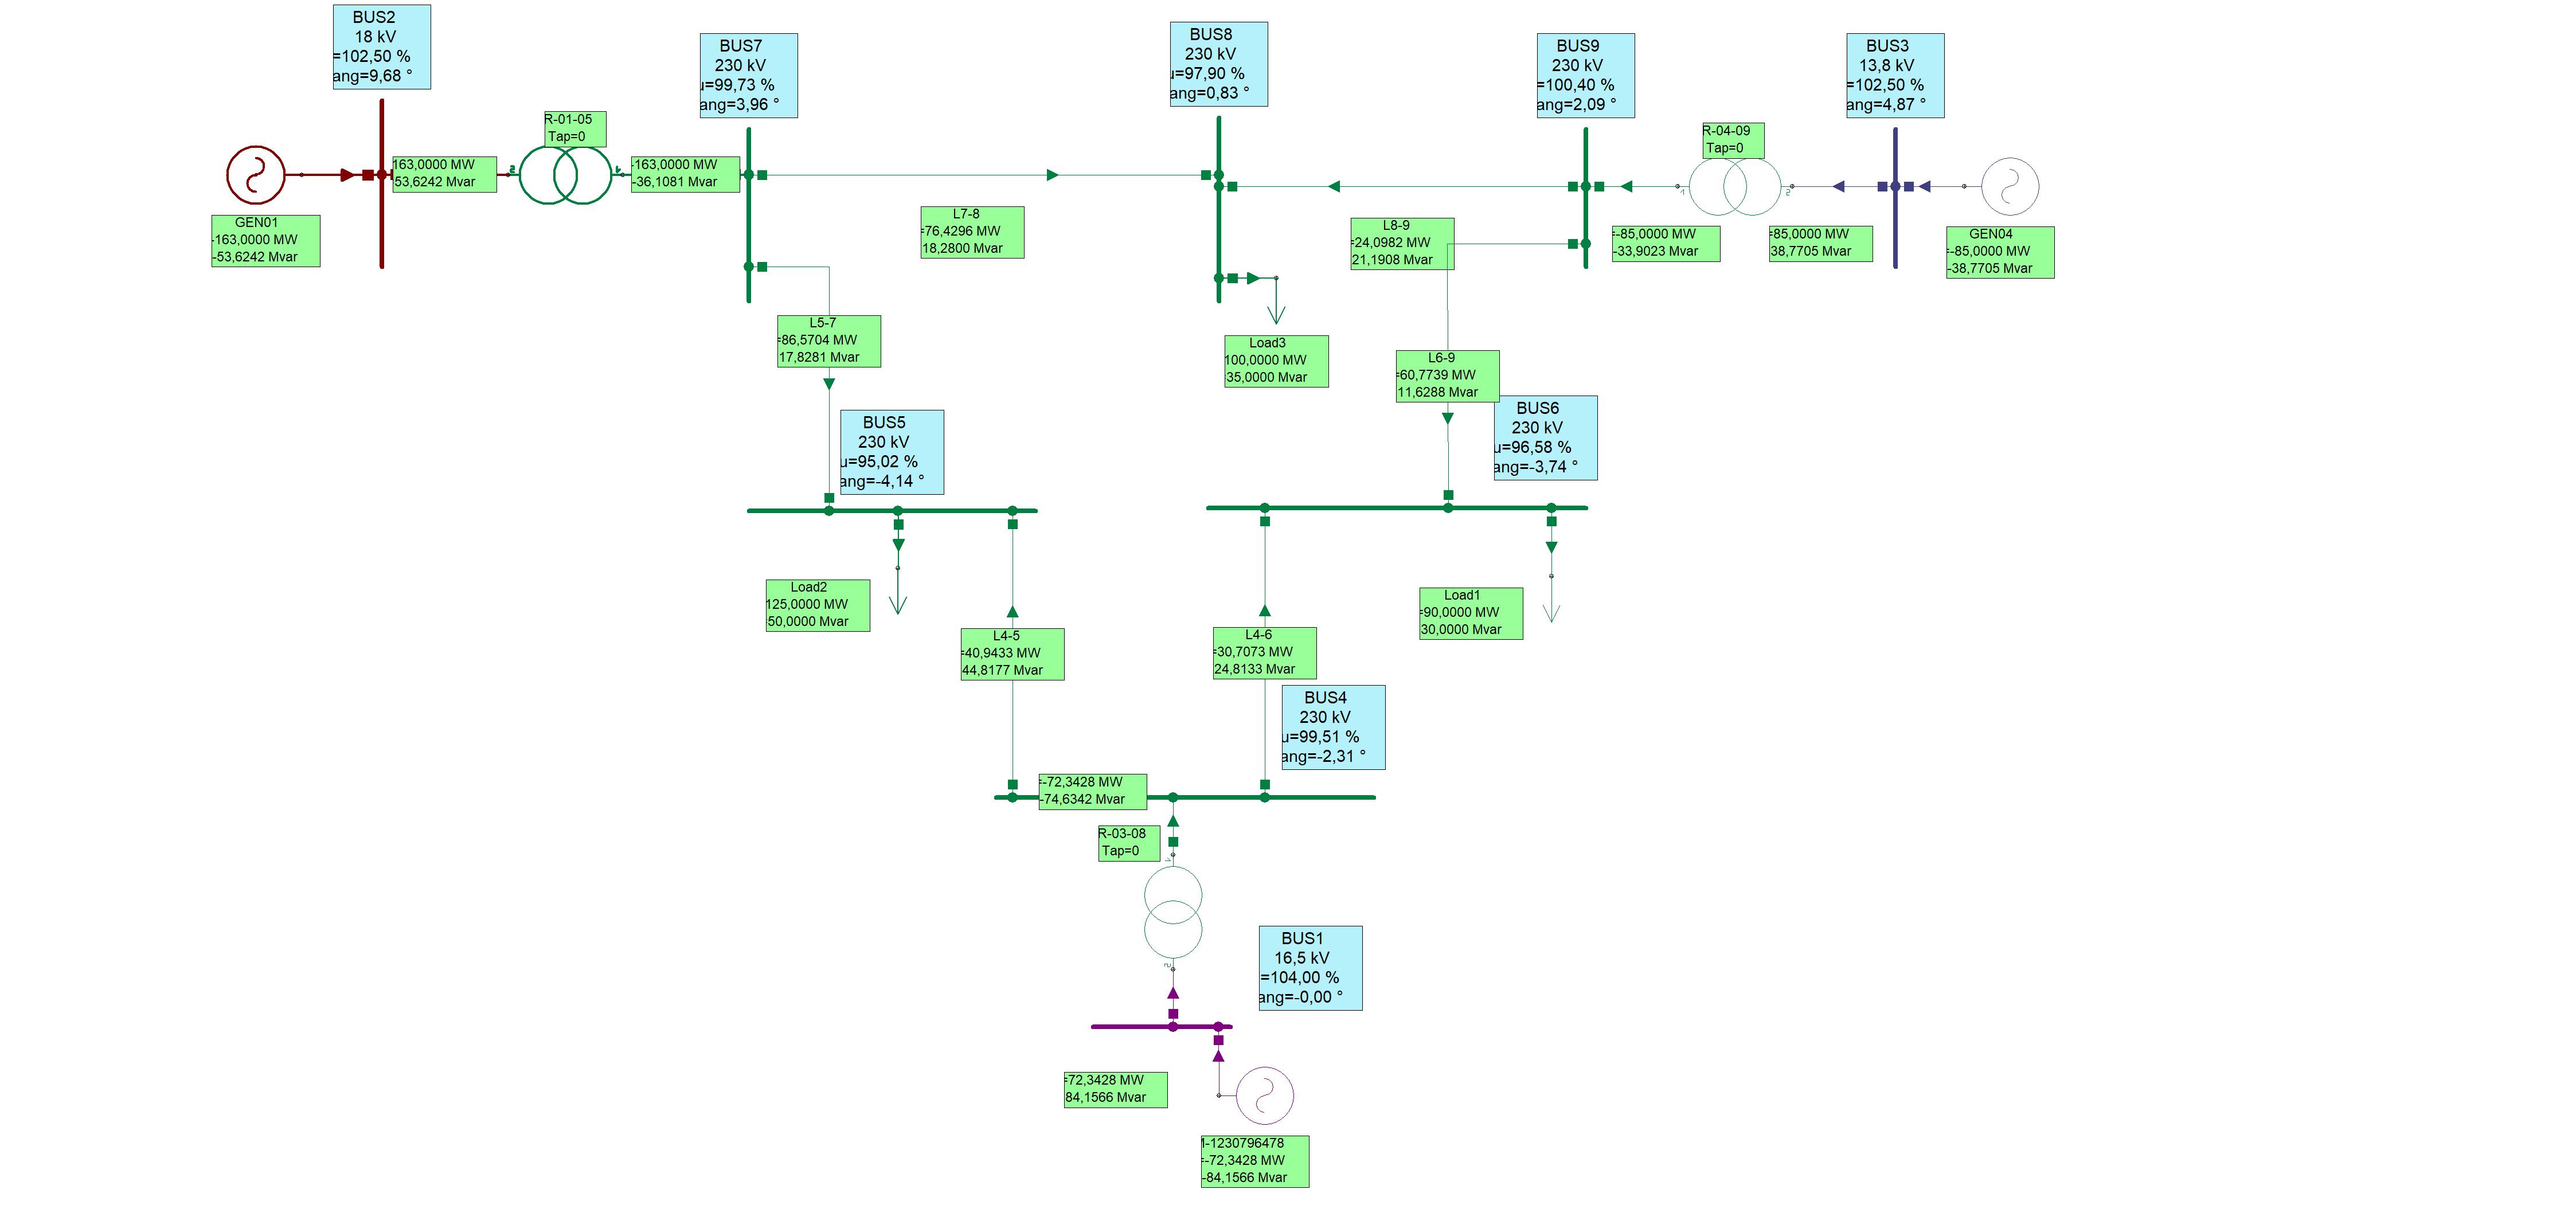 BUS2
18 kV
=102,50 %
ang=9,68 °
BUS7
230 kV
u=99,73 %
ang=3,96 °
BUS8
230 kV
u=97,90 %
ang=0,83 °
BUS9
230 kV
=100,40 %
ang=2,09 °
BUS3
13,8 kV
=102,50 %
ang=4,87 °
R-01-05
Tap=0
R-04-09
Tap=0
163,0000 MW
53,6242 Mvar
2
1
-163,0000 MW
-36,1081 Mvar
1
2
GEN01
-163,0000 MW
-53,6242 Mvar
L7-8
=76,4296 MW
18,2800 Mvar
L8-9
=24,0982 MW
21,1908 Mvar
=-85,0000 MW
-33,9023 Mvar
=85,0000 MW
38,7705 Mvar
GEN04
=-85,0000 MW
-38,7705 Mvar
L5-7
=86,5704 MW
17,8281 Mvar
Load3
100,0000 MW
35,0000 Mvar
L6-9
=60,7739 MW
11,6288 Mvar
BUS5
230 kV
u=95,02 %
ang=-4,14 °
BUS6
230 kV
u=96,58 %
ang=-3,74 °
Load2
125,0000 MW
50,0000 Mvar
Load1
=90,0000 MW
30,0000 Mvar
L4-5
=40,9433 MW
44,8177 Mvar
L4-6
=30,7073 MW
24,8133 Mvar
BUS4
230 kV
u=99,51 %
ang=-2,31 °
=-72,3428 MW
-74,6342 Mvar
R-03-08
Tap=0
1
2
BUS1
16,5 kV
=104,00 %
ang=-0,00 °
=72,3428 MW
84,1566 Mvar
1-1230796478
=-72,3428 MW
-84,1566 Mvar